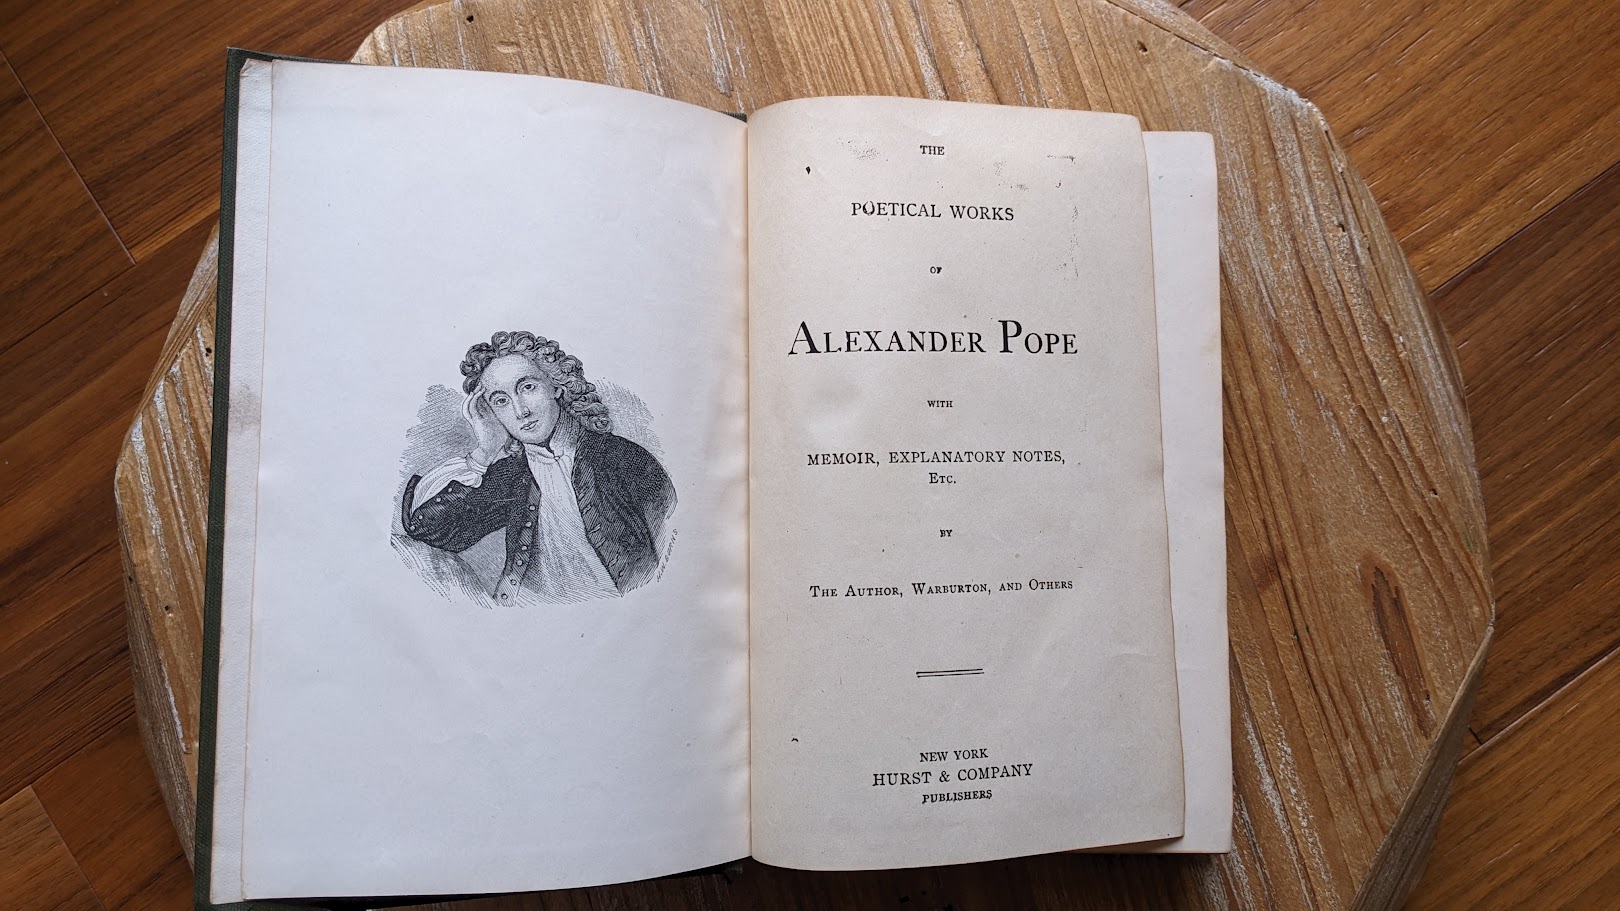 THE
POETICAL WORKS
OF
ALEXANDER POPE
WITH
MEMOIR, EXPLANATORY NOTES,
ETC.
BY
THE AUTHOR, WARBURTON, AND OTHERS
NEW YORK
HURST & COMPANY
PUBLISHERS